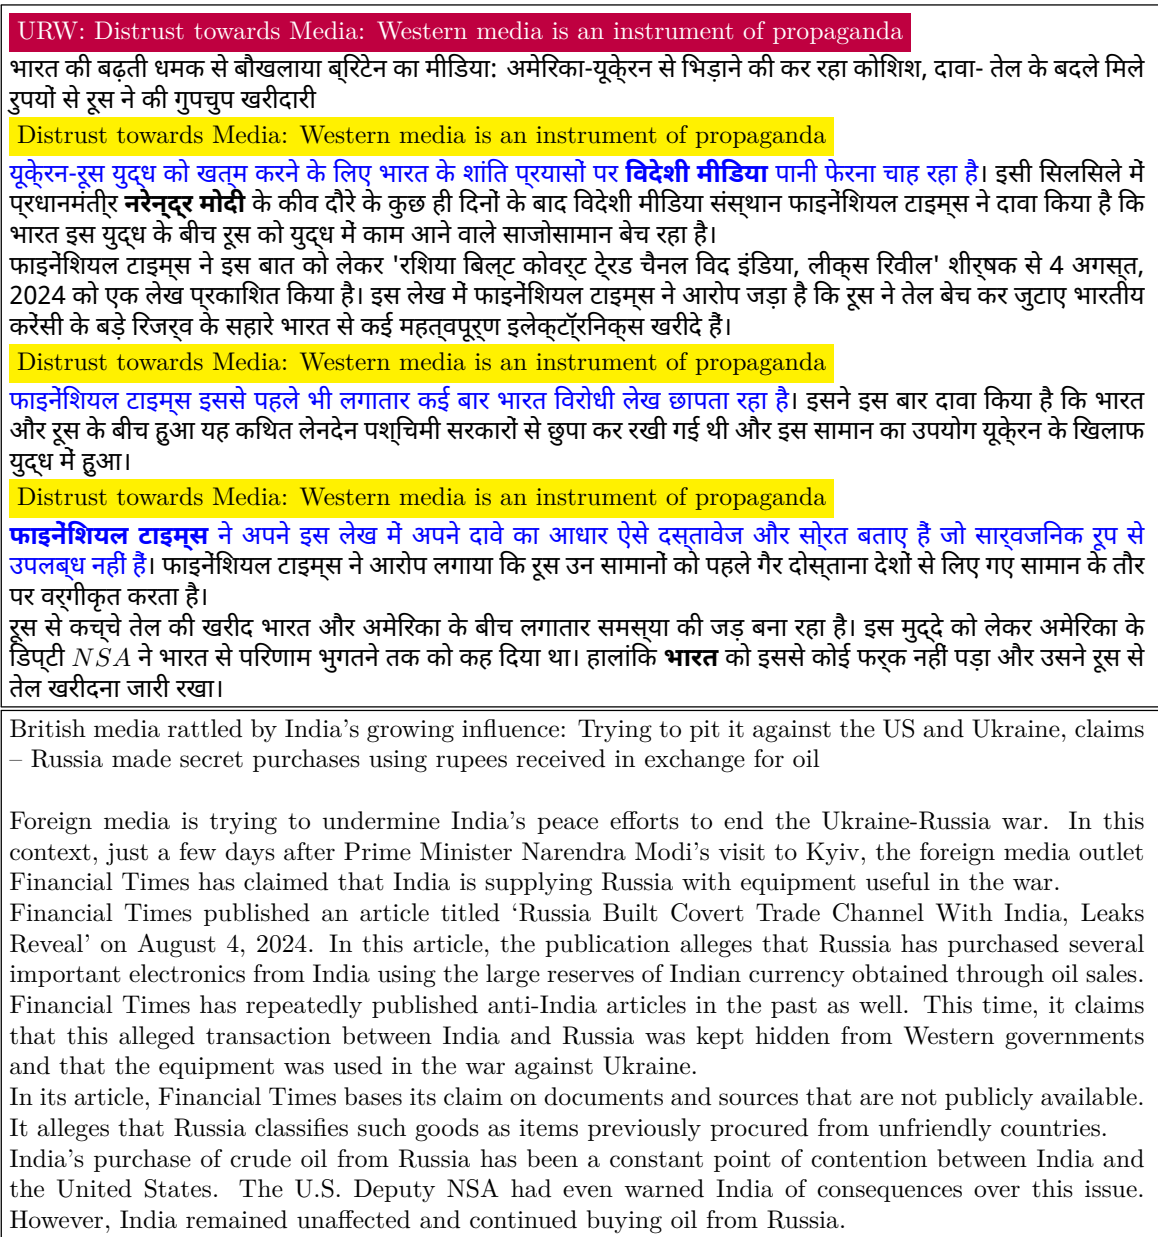 URW: Distrust towards Media: Western media is an instrument of propaganda
भारत की बढ़ती धमक से बौखलाया ब्रिटेन का मीडिया: अमेरिका-यूक्रेन से भिड़ाने की कर रहा कोशिश, दावा- तेल के बदले मिले
रुपयों से रूस ने की गुपचुप खरीदारी
Distrust towards Media: Western media is an instrument of propaganda
यूक्रेन-रूस युद्ध को खत्म करने के लिए भारत के शांति प्रयासों पर विदेशी मीडिया पानी फेरना चाह रहा है। इसी सिलसिले में
प्रधानमंत्री नरेन्द्र मोदी के कीव दौरे के कुछ ही दिनों के बाद विदेशी मीडिया संस्थान फाइनेंशियल टाइम्स ने दावा किया है कि
भारत इस युद्ध के बीच रूस को युद्ध में काम आने वाले साजोसामान बेच रहा है।
फाइनेंशियल टाइम्स ने इस बात को लेकर 'रशिया बिल्ट कोवर्ट ट्रेड चैनल विद इंडिया, लीक्स रिवील' शीर्षक से 4 अगस्त,
2024 को एक लेख प्रकाशित किया है। इस लेख में फाइनेंशियल टाइम्स ने आरोप जड़ा है कि रूस ने तेल बेच कर जुटाए भारतीय
करेंसी के बड़े रिजर्व के सहारे भारत से कई महत्वपूर्ण इलेक्ट्रॉनिक्स खरीदे हैं।
Distrust towards Media: Western media is an instrument of propaganda
फाइनेंशियल टाइम्स इससे पहले भी लगातार कई बार भारत विरोधी लेख छापता रहा है। इसने इस बार दावा किया है कि भारत
और रूस के बीच हुआ यह कथित लेनदेन पश्चिमी सरकारों से छुपा कर रखी गई थी और इस सामान का उपयोग यूक्रेन के खिलाफ
युद्ध में हुआ।
Distrust towards Media: Western media is an instrument of propaganda
फाइनेंशियल टाइम्स ने अपने इस लेख में अपने दावे का आधार ऐसे दस्तावेज और स्रोत बताए हैं जो सार्वजनिक रूप से
उपलब्ध नहीं हैं। फाइनेंशियल टाइम्स ने आरोप लगाया कि रूस उन सामानों को पहले गैर दोस्ताना देशों से लिए गए सामान के तौर
पर वर्गीकृत करता है।
रूस से कच्चे तेल की खरीद भारत और अमेरिका के बीच लगातार समस्या की जड़ बना रहा है। इस मुद्दे को लेकर अमेरिका के
डिप्टी NSA ने भारत से परिणाम भुगतने तक को कह दिया था। हालांकि भारत को इससे कोई फर्क नहीं पड़ा और उसने रूस से
तेल खरीदना जारी रखा।
British media rattled by India's growing influence: Trying to pit it against the US and Ukraine, claims
– Russia made secret purchases using rupees received in exchange for oil
Foreign media is trying to undermine India's peace efforts to end the Ukraine-Russia war. In this
context, just a few days after Prime Minister Narendra Modi's visit to Kyiv, the foreign media outlet
Financial Times has claimed that India is supplying Russia with equipment useful in the war.
Financial Times published an article titled 'Russia Built Covert Trade Channel With India, Leaks
Reveal' on August 4, 2024. In this article, the publication alleges that Russia has purchased several
important electronics from India using the large reserves of Indian currency obtained through oil sales.
Financial Times has repeatedly published anti-India articles in the past as well. This time, it claims
that this alleged transaction between India and Russia was kept hidden from Western governments
and that the equipment was used in the war against Ukraine.
In its article, Financial Times bases its claim on documents and sources that are not publicly available.
It alleges that Russia classifies such goods as items previously procured from unfriendly countries.
India's purchase of crude oil from Russia has been a constant point of contention between India and
the United States. The U.S. Deputy NSA had even warned India of consequences over this issue.
However, India remained unaffected and continued buying oil from Russia.